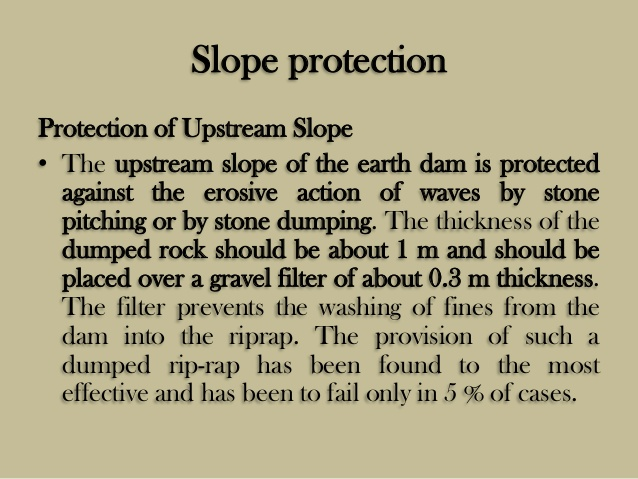 Slope protection
Protection of Upstream Slope
• The upstream slope of the earth dam is protected
against the erosive action of waves by stone
pitching or by stone dumping. The thickness of the
dumped rock should be about 1 m and should be
placed over a gravel filter of about 0.3 m thickness.
The filter prevents the washing of fines from the
dam into the riprap. The provision of such a
dumped rip-rap has been found to the most
effective and has been to fail only in 5 % of cases.